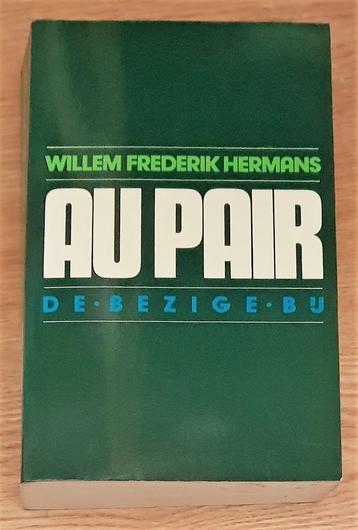 WILLEM FREDERIK HERMANS
AU PAIR
DE·BEZIGE·BIJ